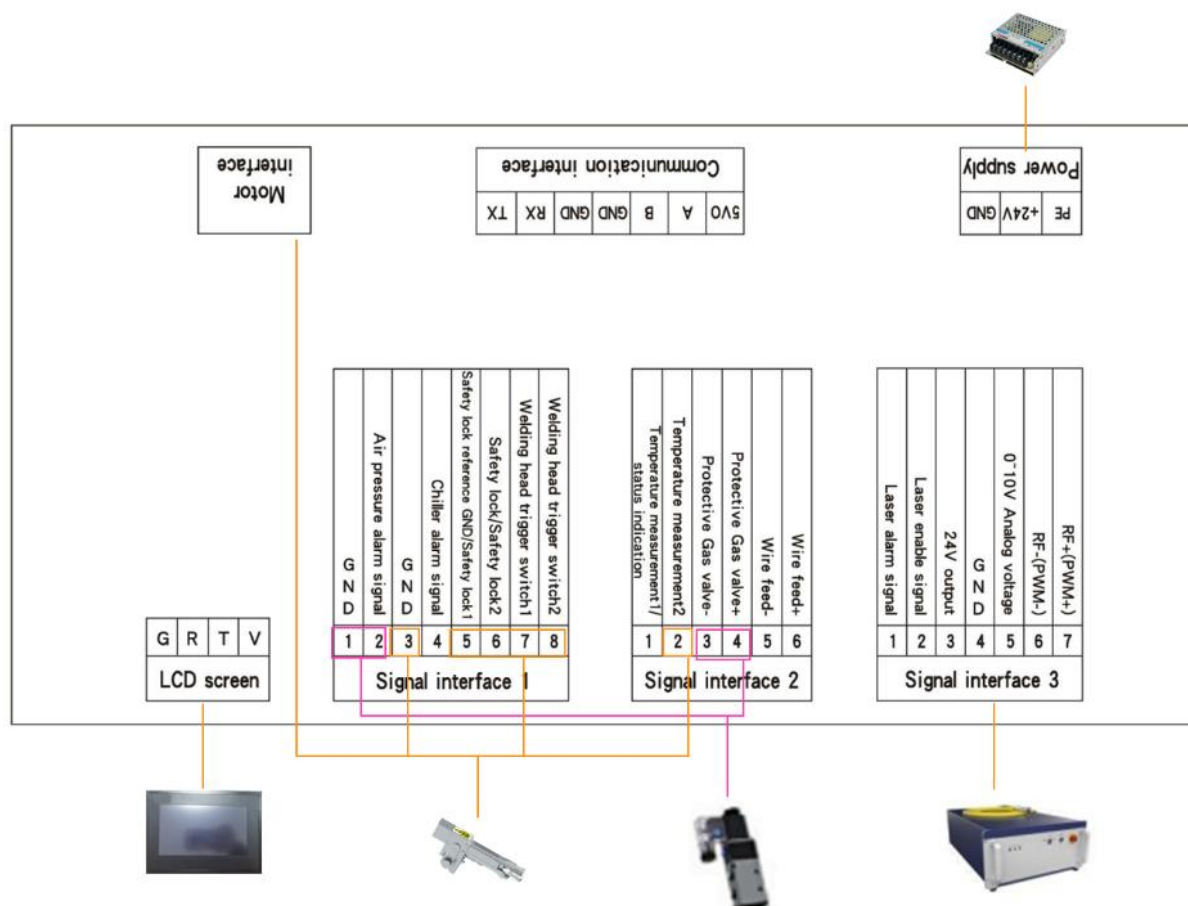 Motor
interface
Communication interface
TX RX GND GND B A 5VO
Power supply
GND +24V PE
GND
Air pressure alarm signal
GND
Chiller alarm signal
Safety lock reference GND/Safety lock1
Safety lock/Safety lock2
Welding head trigger switch1
Welding head trigger switch2
1 2 3 4 5 6 7 8
Signal interface 1
Temperature measurement1/
status indication
Temperature measurement2
Protective Gas valve-
Protective Gas valve+
Wire feed-
Wire feed+
1 2 3 4 5 6
Signal interface 2
Laser alarm signal
Laser enable signal
24V output
GND
0~10V Analog voltage
RF-(PWM-)
RF+(PWM+)
1 2 3 4 5 6 7
Signal interface 3
G R T V
LCD screen